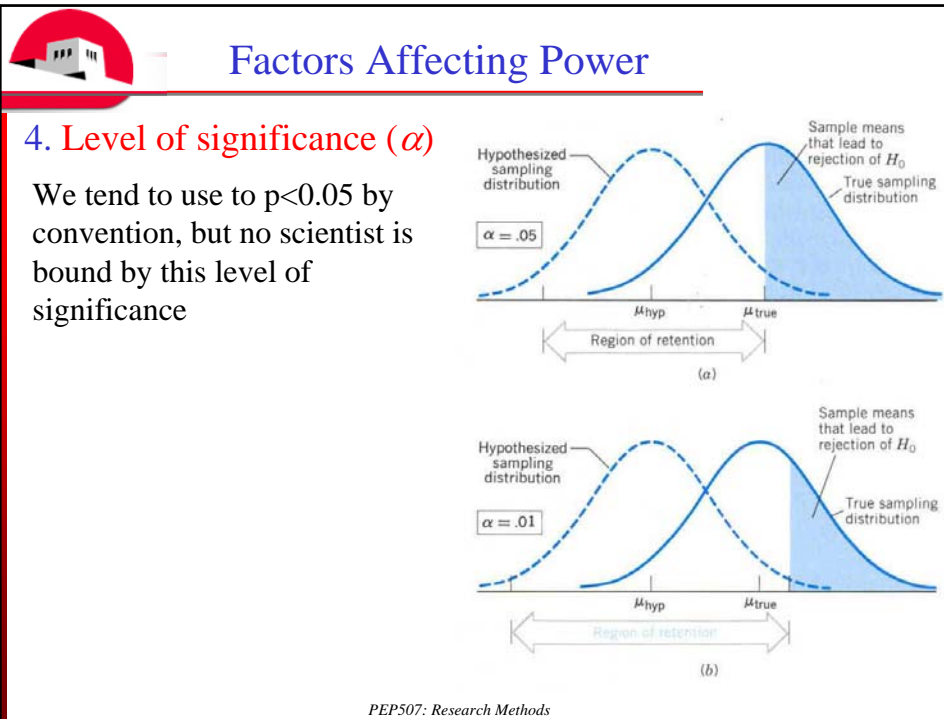 Factors Affecting Power
4. Level of significance (α)
We tend to use to p<0.05 by
convention, but no scientist is
bound by this level of
significance
Hypothesized
sampling
distribution
α = .05
Sample means
that lead to
rejection of H0
True sampling
distribution
μhyp
μtrue
Region of retention
(a)
Hypothesized
sampling
distribution
α = .01
Sample means
that lead to
rejection of H0
True sampling
distribution
μhyp
μtrue
Region of retention
(b)
PEP507: Research Methods